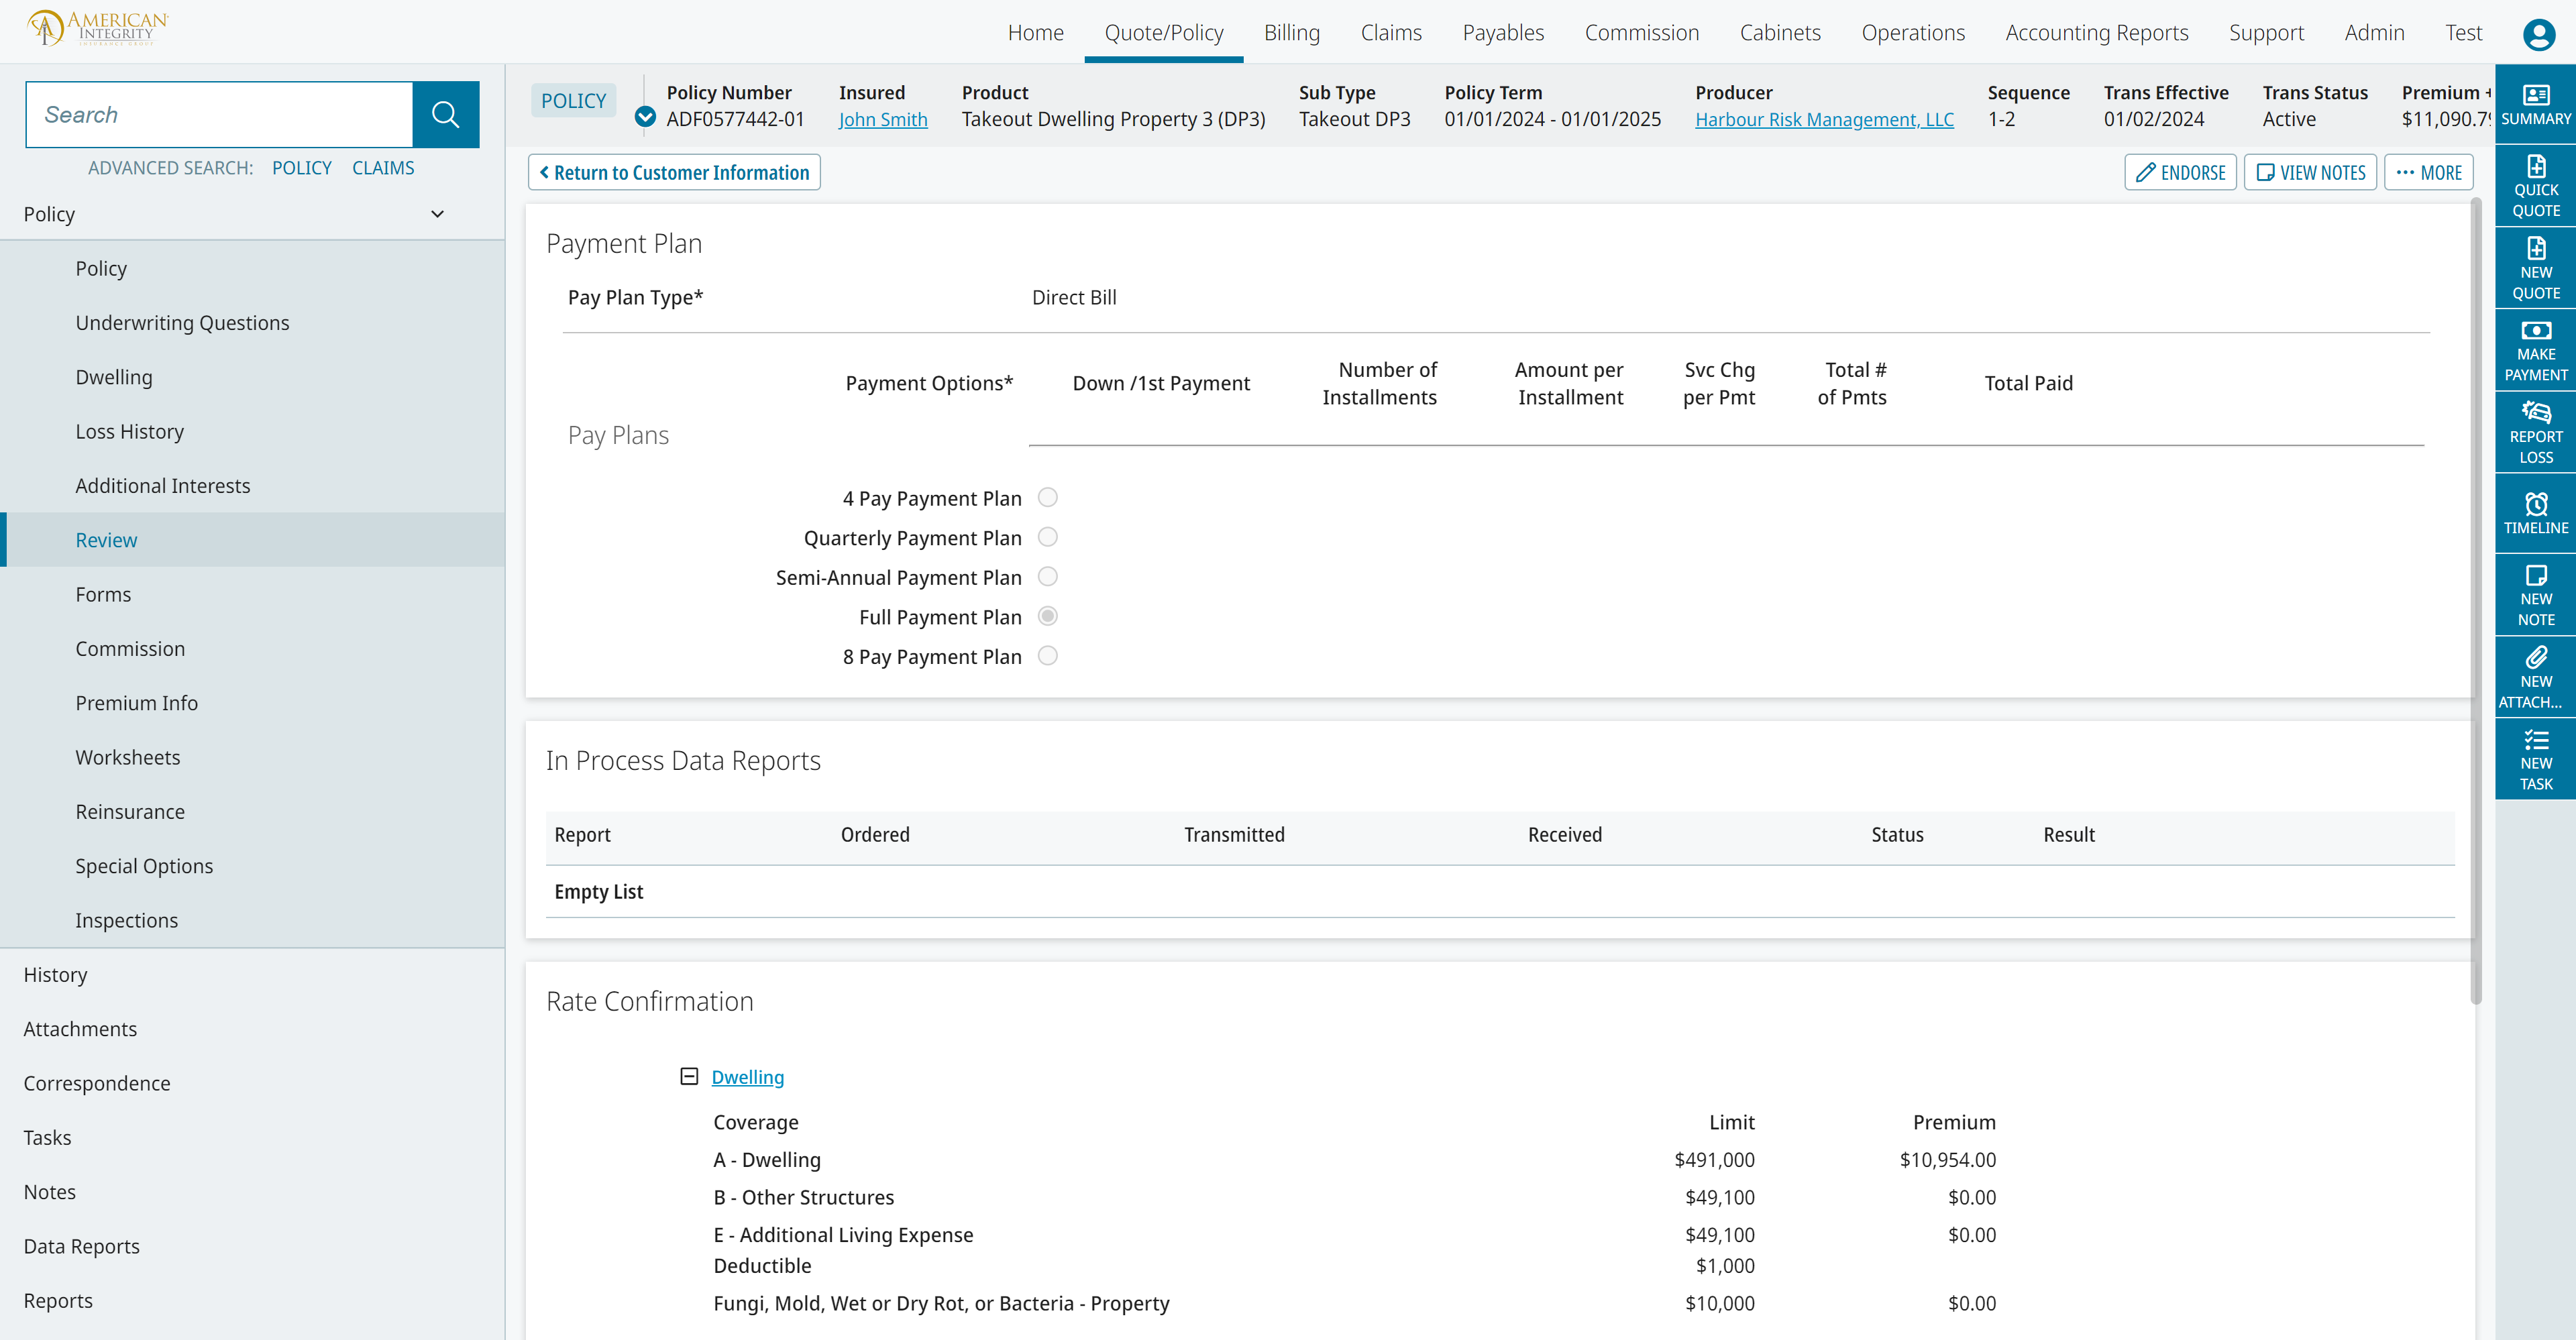 AMERICAN
INTEGRITY
INSURANCE GROUP
Home Quote/Policy Billing Claims Payables Commission Cabinets Operations Accounting Reports Support Admin Test
Search
ADVANCED SEARCH: POLICY CLAIMS
Policy
Policy
Underwriting Questions
Dwelling
Loss History
Additional Interests
Review
Forms
Commission
Premium Info
Worksheets
Reinsurance
Special Options
Inspections
History
Attachments
Correspondence
Tasks
Notes
Data Reports
Reports
POLICY
Policy Number Insured Product Sub Type Policy Term Producer Sequence Trans Effective Trans Status Premium +
ADF0577442-01 John Smith Takeout Dwelling Property 3 (DP3) Takeout DP3 01/01/2024 - 01/01/2025 Harbour Risk Management, LLC 1-2 01/02/2024 Active $11,090.79
Return to Customer Information
ENDORSE VIEW NOTES MORE
Payment Plan
Pay Plan Type* Direct Bill
Payment Options* Down /1st Payment Number of Installments Amount per Installment Svc Chg per Pmt Total # of Pmts Total Paid
Pay Plans
4 Pay Payment Plan
Quarterly Payment Plan
Semi-Annual Payment Plan
Full Payment Plan
8 Pay Payment Plan
In Process Data Reports
Report Ordered Transmitted Received Status Result
Empty List
Rate Confirmation
Dwelling
Coverage Limit Premium
A - Dwelling $491,000 $10,954.00
B - Other Structures $49,100 $0.00
E - Additional Living Expense $49,100 $0.00
Deductible $1,000
Fungi, Mold, Wet or Dry Rot, or Bacteria - Property $10,000 $0.00
SUMMARY
QUICK
QUOTE
NEW
QUOTE
MAKE
PAYMENT
REPORT
LOSS
TIMELINE
NEW
NOTE
NEW
ATTACH...
NEW
TASK